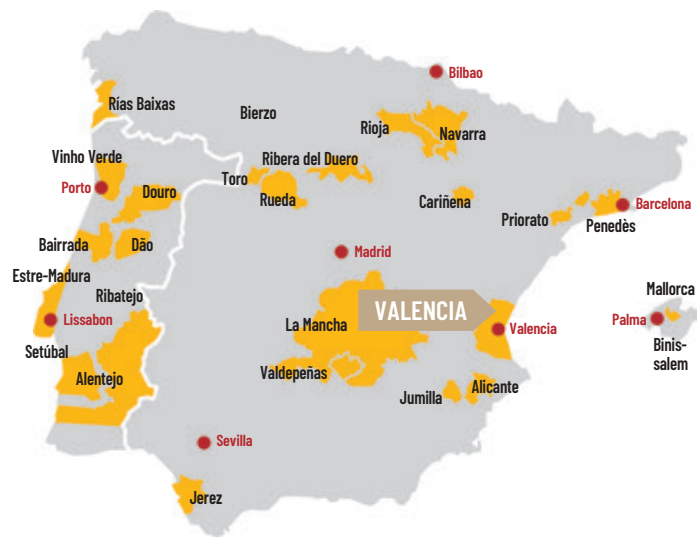 Bilbao
Rías Baixas
Bierzo
Rioja
Navarra
Vinho Verde
Ribera del Duero
Toro
Porto
Douro
Rueda
Cariñena
Barcelona
Priorato
Penedès
Bairrada
Dão
Madrid
Estre-Madura
Ribatejo
Mallorca
VALENCIA
Lissabon
La Mancha
Valencia
Palma
Binis-
salem
Setúbal
Valdepeñas
Alentejo
Jumilla
Alicante
Sevilla
Jerez